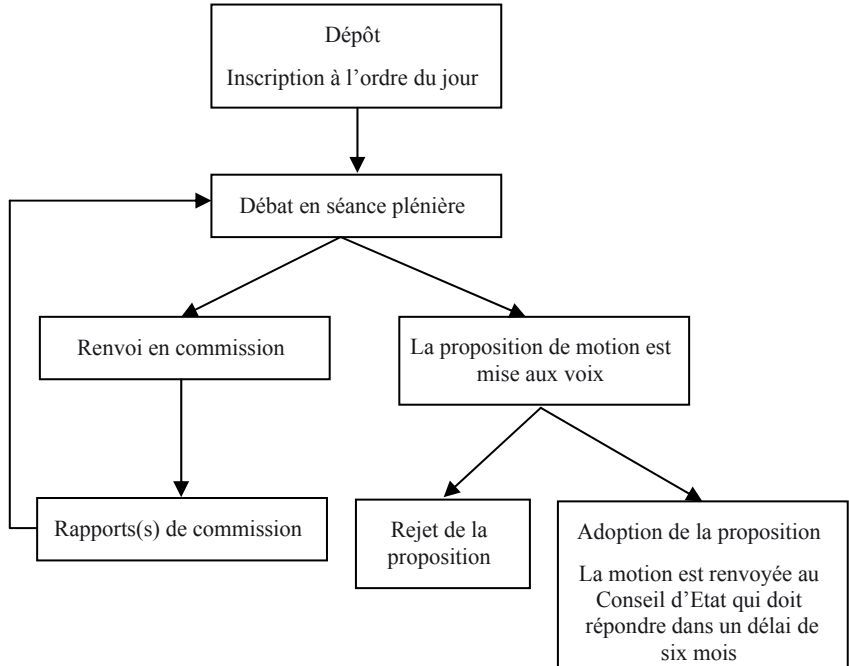 Dépôt
Inscription à l’ordre du jour
Débat en séance plénière
Renvoi en commission
La proposition de motion est
mise aux voix
Rapports(s) de commission
Rejet de la
proposition
Adoption de la proposition
La motion est renvoyée au
Conseil d’Etat qui doit
répondre dans un délai de
six mois